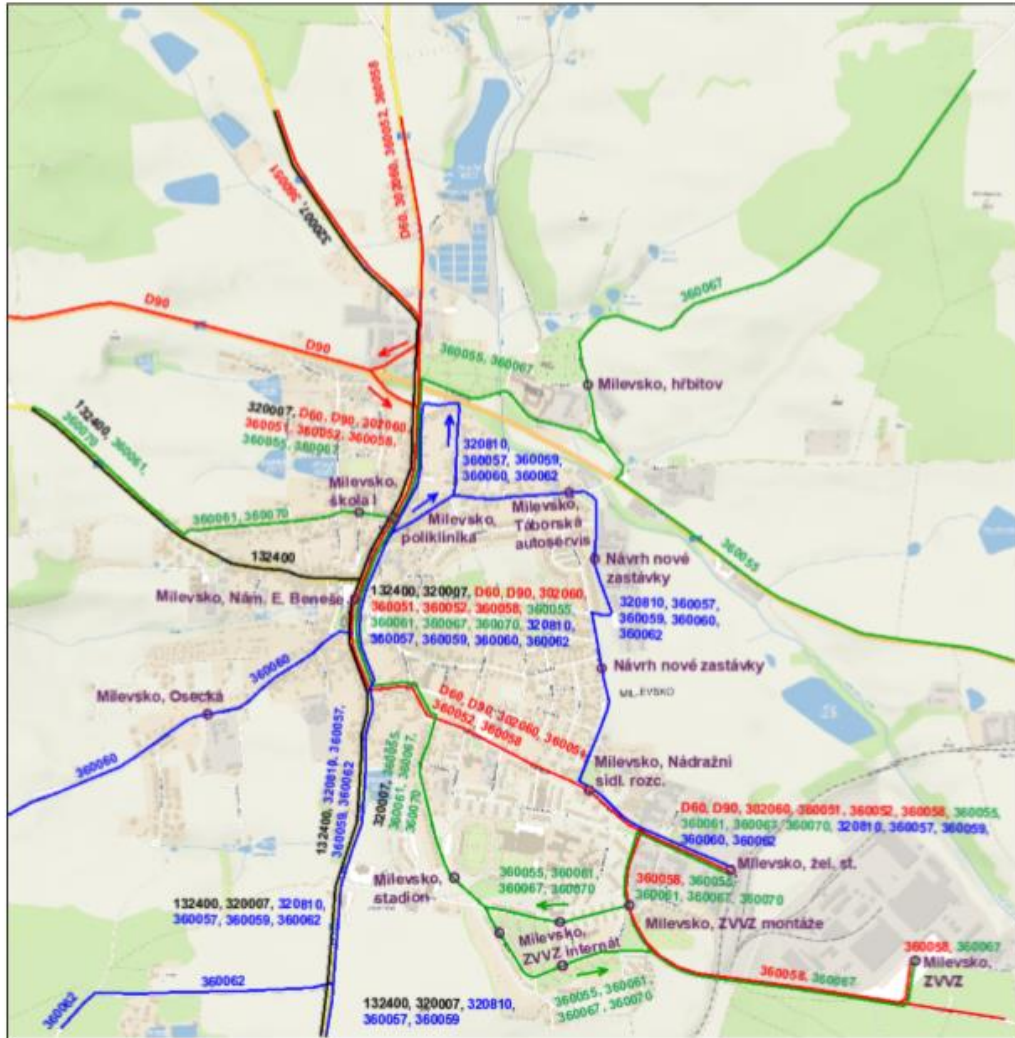 D60, 302060, 360052, 360058
360051
320007,
360067
D90
D90
360055, 360067
Milevsko, hřbitov
132400, 360061,
360070
320007, D60, D90, 302060,
360051, 360052, 360058,
360055, 360067
320810,
360057, 360059,
360060, 360062
Milevsko,
škola I
360061, 360070
Milevsko,
poliklinika
Milevsko,
Táborská
autoservis
360055
132400
Návrh nové
zastávky
Milevsko, Nám. E. Beneše
132400, 320007, D60, D90, 302060,
360051, 360052, 360058, 360055,
360061, 360067, 360070, 320810,
360057, 360059, 360060, 360062
320810, 360057,
360059, 360060,
360062
360060
Návrh nové zastávky
MILEVSKO
Milevsko, Osecká
D60, D90, 302060, 360051,
360052, 360058
360060
132400, 320810, 360057,
360059, 360062
320007, 360055,
360061, 360067,
360070
Milevsko, Nádražní
sídl. rozc.
D60, D90, 302060, 360051, 360052, 360058, 360055,
360061, 360067, 360070, 320810, 360057, 360059,
360060, 360062
Milevsko, žel. st.
Milevsko,
stadion
360055, 360061,
360067, 360070
360058, 360055,
360061, 360067, 360070
132400, 320007, 320810,
360057, 360059, 360062
Milevsko, ZVVZ montáže
Milevsko,
ZVVZ internát
360058, 360067
Milevsko,
ZVVZ
360058, 360067
360062
360062
360055, 360061,
360067, 360070
132400, 320007, 320810,
360057, 360059